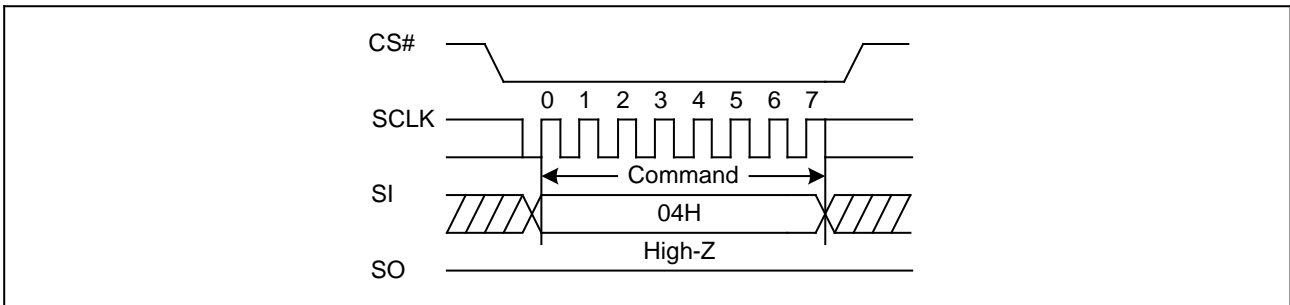 CS#
0 1 2 3 4 5 6 7
SCLK
Command
SI
04H
High-Z
SO